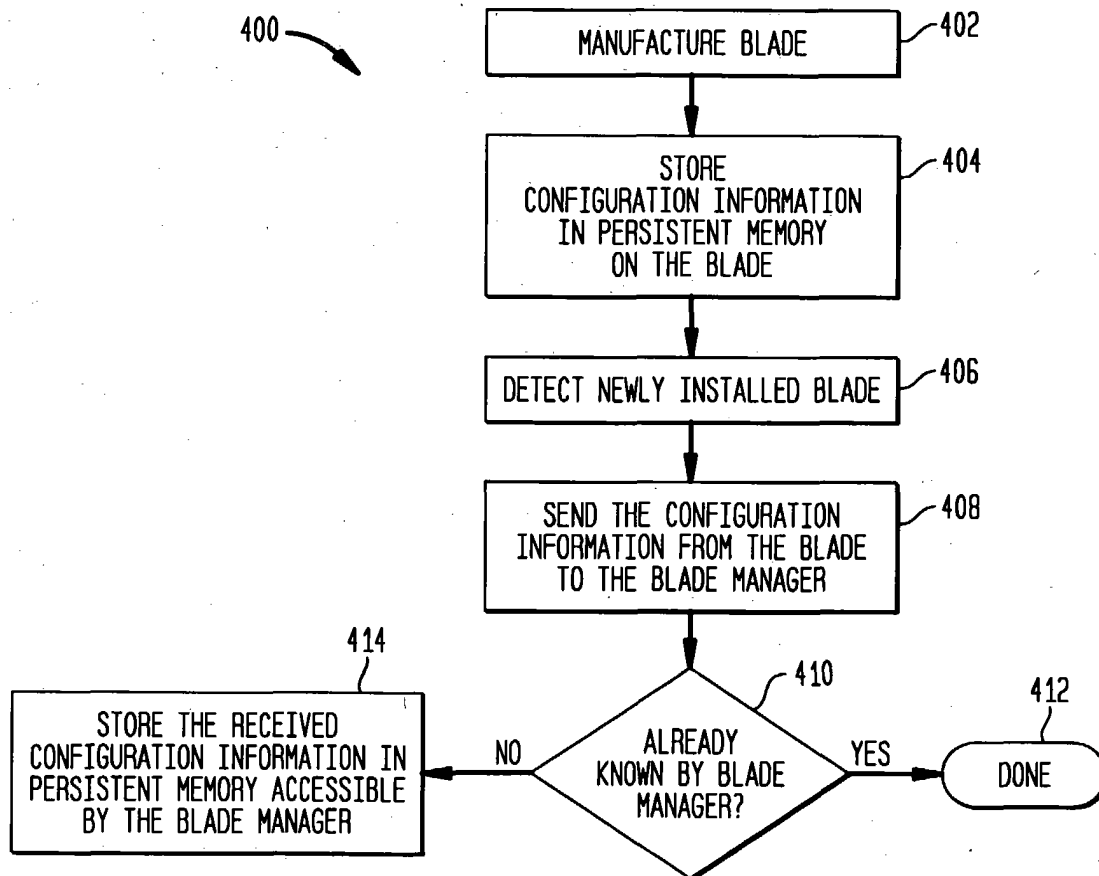 400
MANUFACTURE BLADE
402
STORE
CONFIGURATION INFORMATION
IN PERSISTENT MEMORY
ON THE BLADE
404
DETECT NEWLY INSTALLED BLADE
406
SEND THE CONFIGURATION
INFORMATION FROM THE BLADE
TO THE BLADE MANAGER
408
414
STORE THE RECEIVED
CONFIGURATION INFORMATION IN
PERSISTENT MEMORY ACCESSIBLE
BY THE BLADE MANAGER
NO
410
ALREADY
KNOWN BY BLADE
MANAGER?
YES
412
DONE